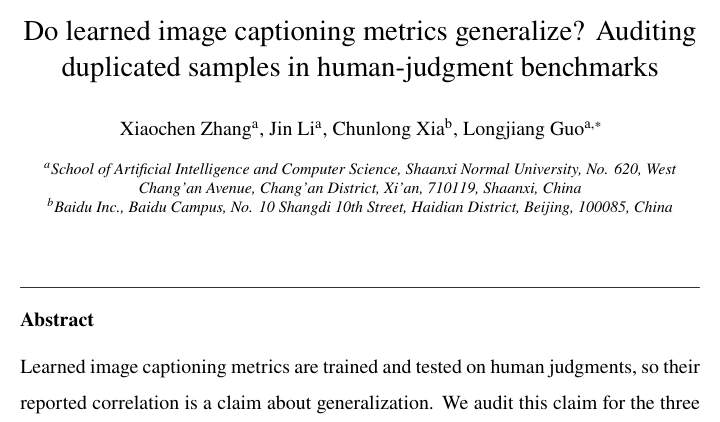 Do learned image captioning metrics generalize? Auditing
duplicated samples in human-judgment benchmarks
Xiaochen Zhangᵃ, Jin Liᵃ, Chunlong Xiaᵇ, Longjiang Guoᵃ,*
ᵃSchool of Artificial Intelligence and Computer Science, Shaanxi Normal University, No. 620, West
Chang'an Avenue, Chang'an District, Xi'an, 710119, Shaanxi, China
ᵇBaidu Inc., Baidu Campus, No. 10 Shangdi 10th Street, Haidian District, Beijing, 100085, China
Abstract
Learned image captioning metrics are trained and tested on human judgments, so their
reported correlation is a claim about generalization. We audit this claim for the three